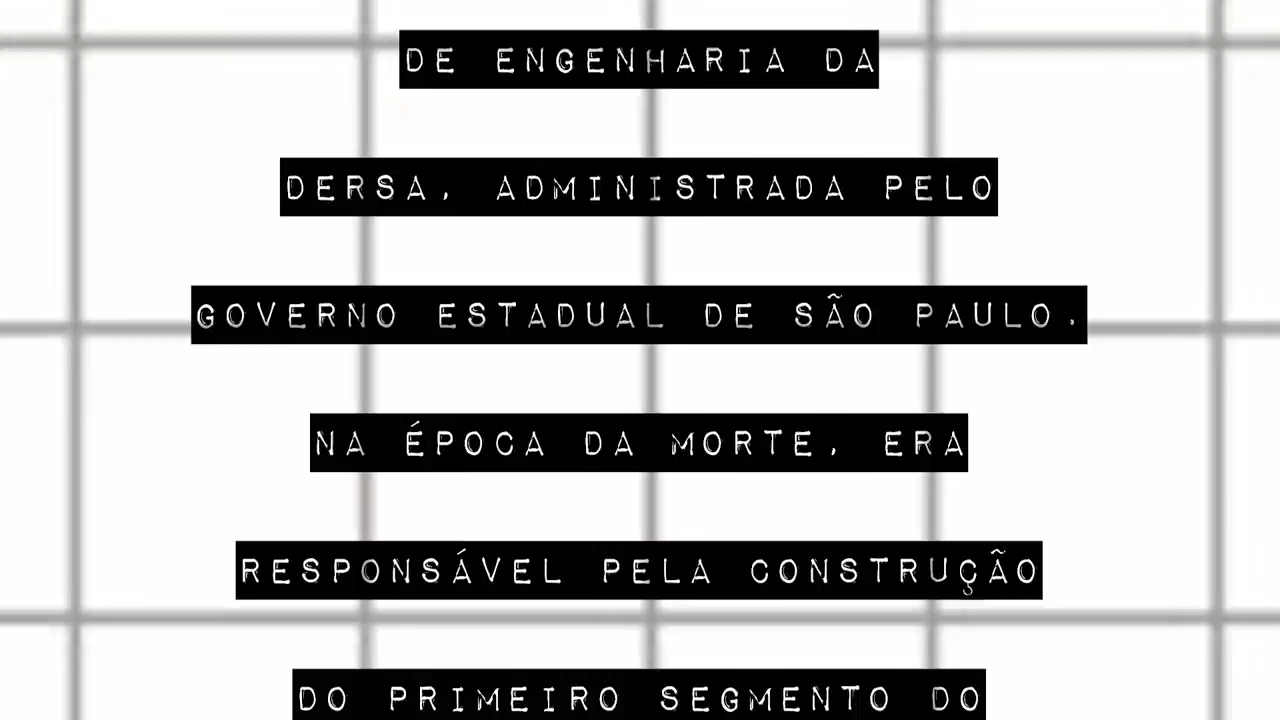 DE ENGENHARIA DA
DERSA, ADMINISTRADA PELO
GOVERNO ESTADUAL DE SÃO PAULO.
NA ÉPOCA DA MORTE, ERA
RESPONSÁVEL PELA CONSTRUÇÃO
DO PRIMEIRO SEGMENTO DO